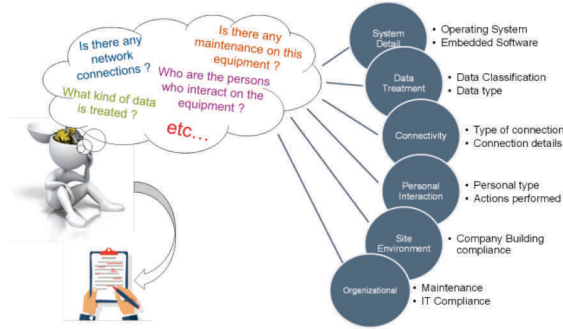 Is there any
network
connections ?
Is there any
maintenance on this
equipment ?
What kind of data
is treated ?
Who are the persons
who interact on the
equipment ?
etc...
System
Detail
• Operating System
• Embedded Software
Data
Treatment
• Data Classification
• Data type
Connectivity
• Type of connection
• Connection details
Personal
Interaction
• Personal type
• Actions performed
Site
Environment
• Company Building
compliance
Organizational
• Maintenance
• IT Compliance